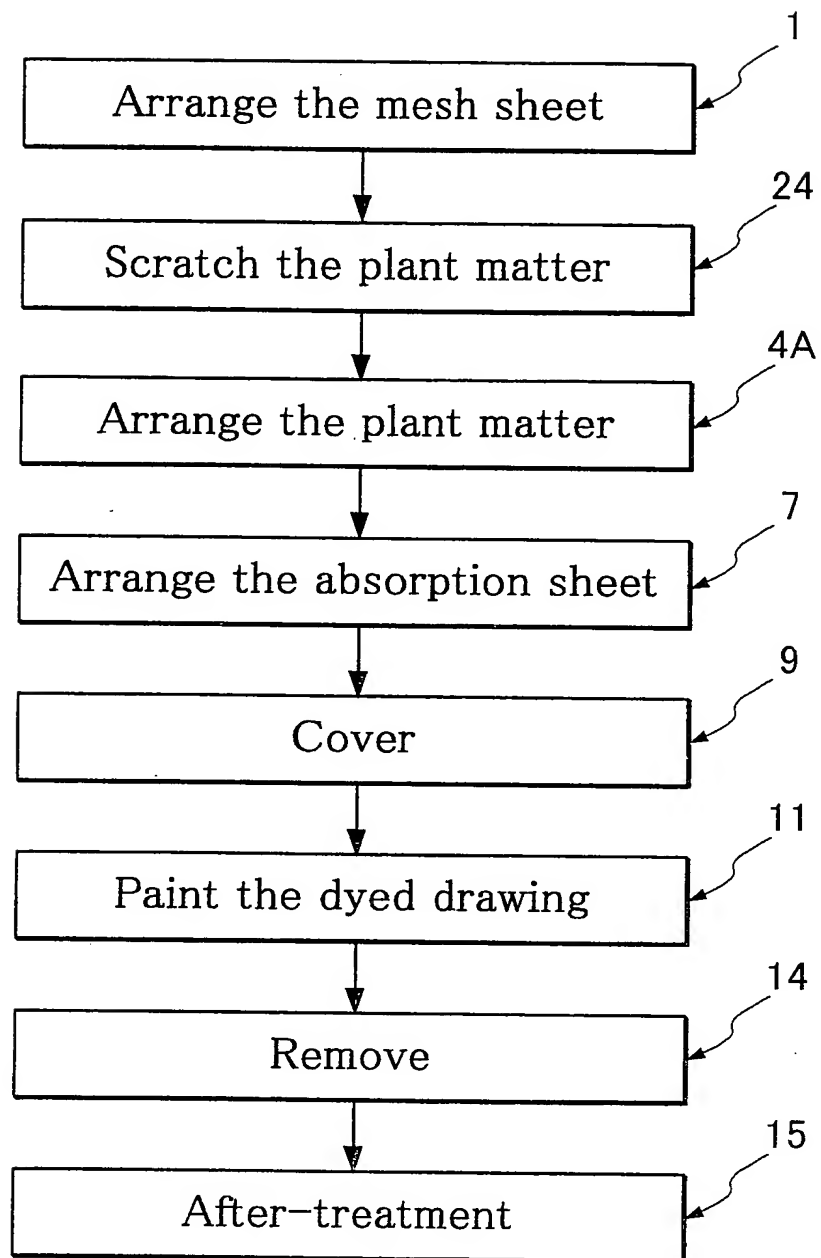 1
Arrange the mesh sheet
24
Scratch the plant matter
4A
Arrange the plant matter
7
Arrange the absorption sheet
9
Cover
11
Paint the dyed drawing
14
Remove
15
After-treatment